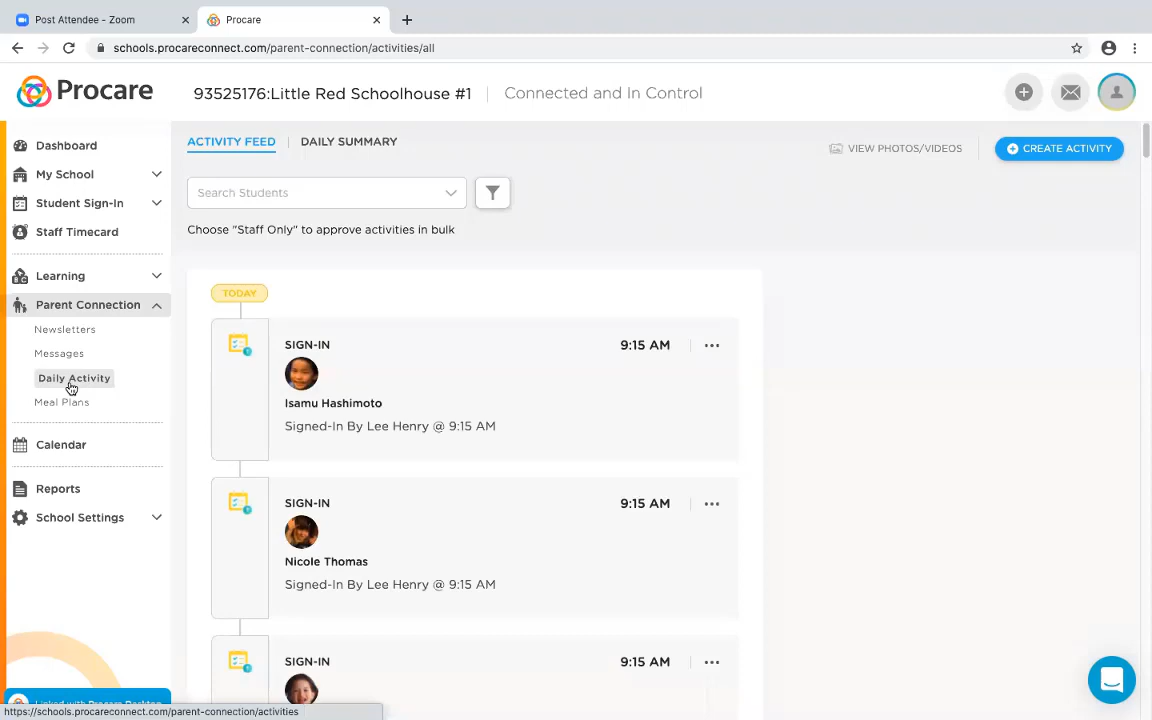 Post Attendee - Zoom
Procare
schools.procareconnect.com/parent-connection/activities/all
Procare
93525176:Little Red Schoolhouse #1
Connected and In Control
Dashboard
My School
Student Sign-In
Staff Timecard
Learning
Parent Connection
Newsletters
Messages
Daily Activity
Meal Plans
Calendar
Reports
School Settings
Linked with Procare Desktop
https://schools.procareconnect.com/parent-connection/activities
ACTIVITY FEED
DAILY SUMMARY
VIEW PHOTOS/VIDEOS
CREATE ACTIVITY
Search Students
Choose "Staff Only" to approve activities in bulk
TODAY
SIGN-IN
9:15 AM
Isamu Hashimoto
Signed-In By Lee Henry @ 9:15 AM
SIGN-IN
9:15 AM
Nicole Thomas
Signed-In By Lee Henry @ 9:15 AM
SIGN-IN
9:15 AM